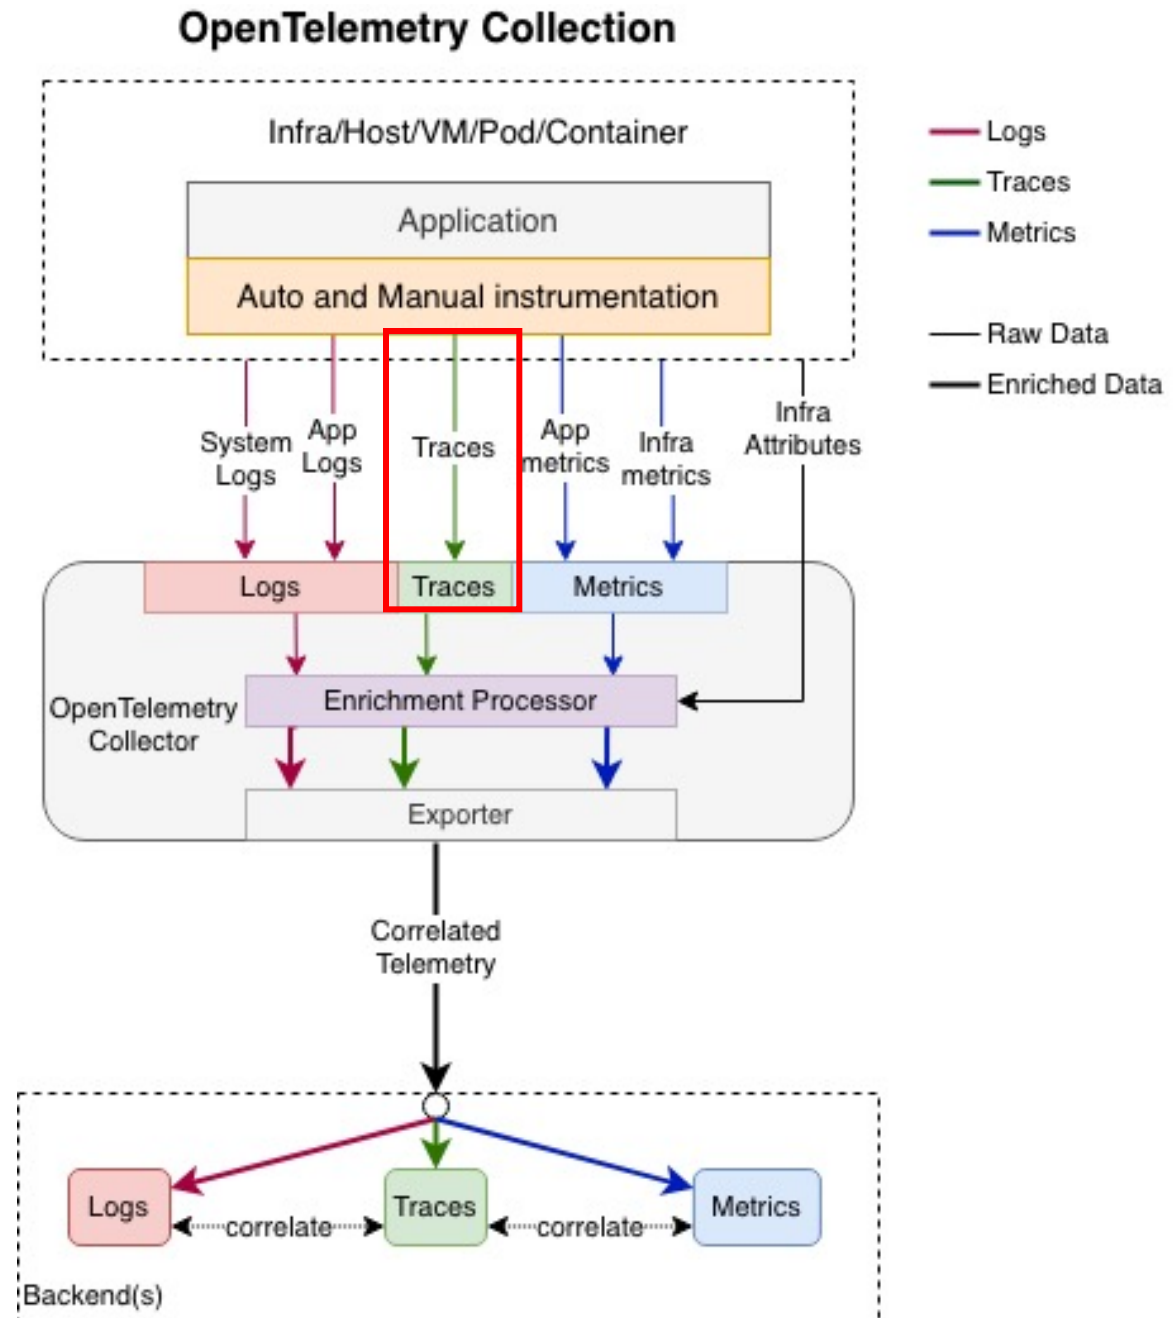 OpenTelemetry Collection
Infra/Host/VM/Pod/Container
Application
Auto and Manual instrumentation
Logs
Traces
Metrics
Raw Data
Enriched Data
System
Logs
App
Logs
Traces
App
metrics
Infra
metrics
Infra
Attributes
Logs
Traces
Metrics
OpenTelemetry
Collector
Enrichment Processor
Exporter
Correlated
Telemetry
Logs
correlate
Traces
correlate
Metrics
Backend(s)